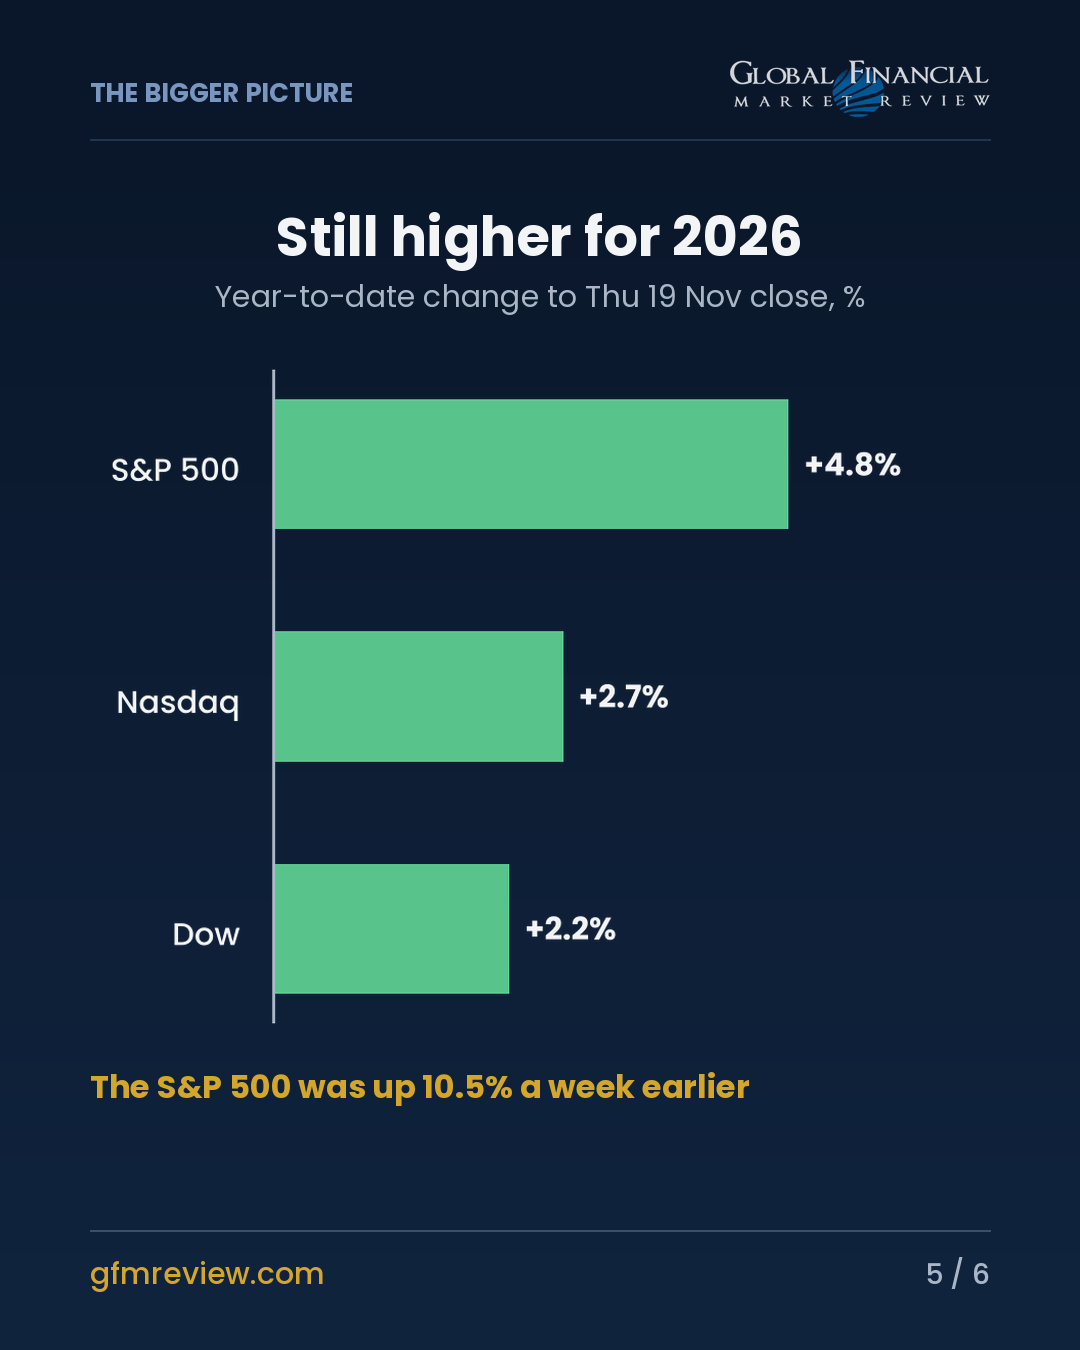 THE BIGGER PICTURE
GLOBAL FINANCIAL
MARKET REVIEW
Still higher for 2026
Year-to-date change to Thu 19 Nov close, %
S&P 500
+4.8%
Nasdaq
+2.7%
Dow
+2.2%
The S&P 500 was up 10.5% a week earlier
gfmreview.com
5 / 6